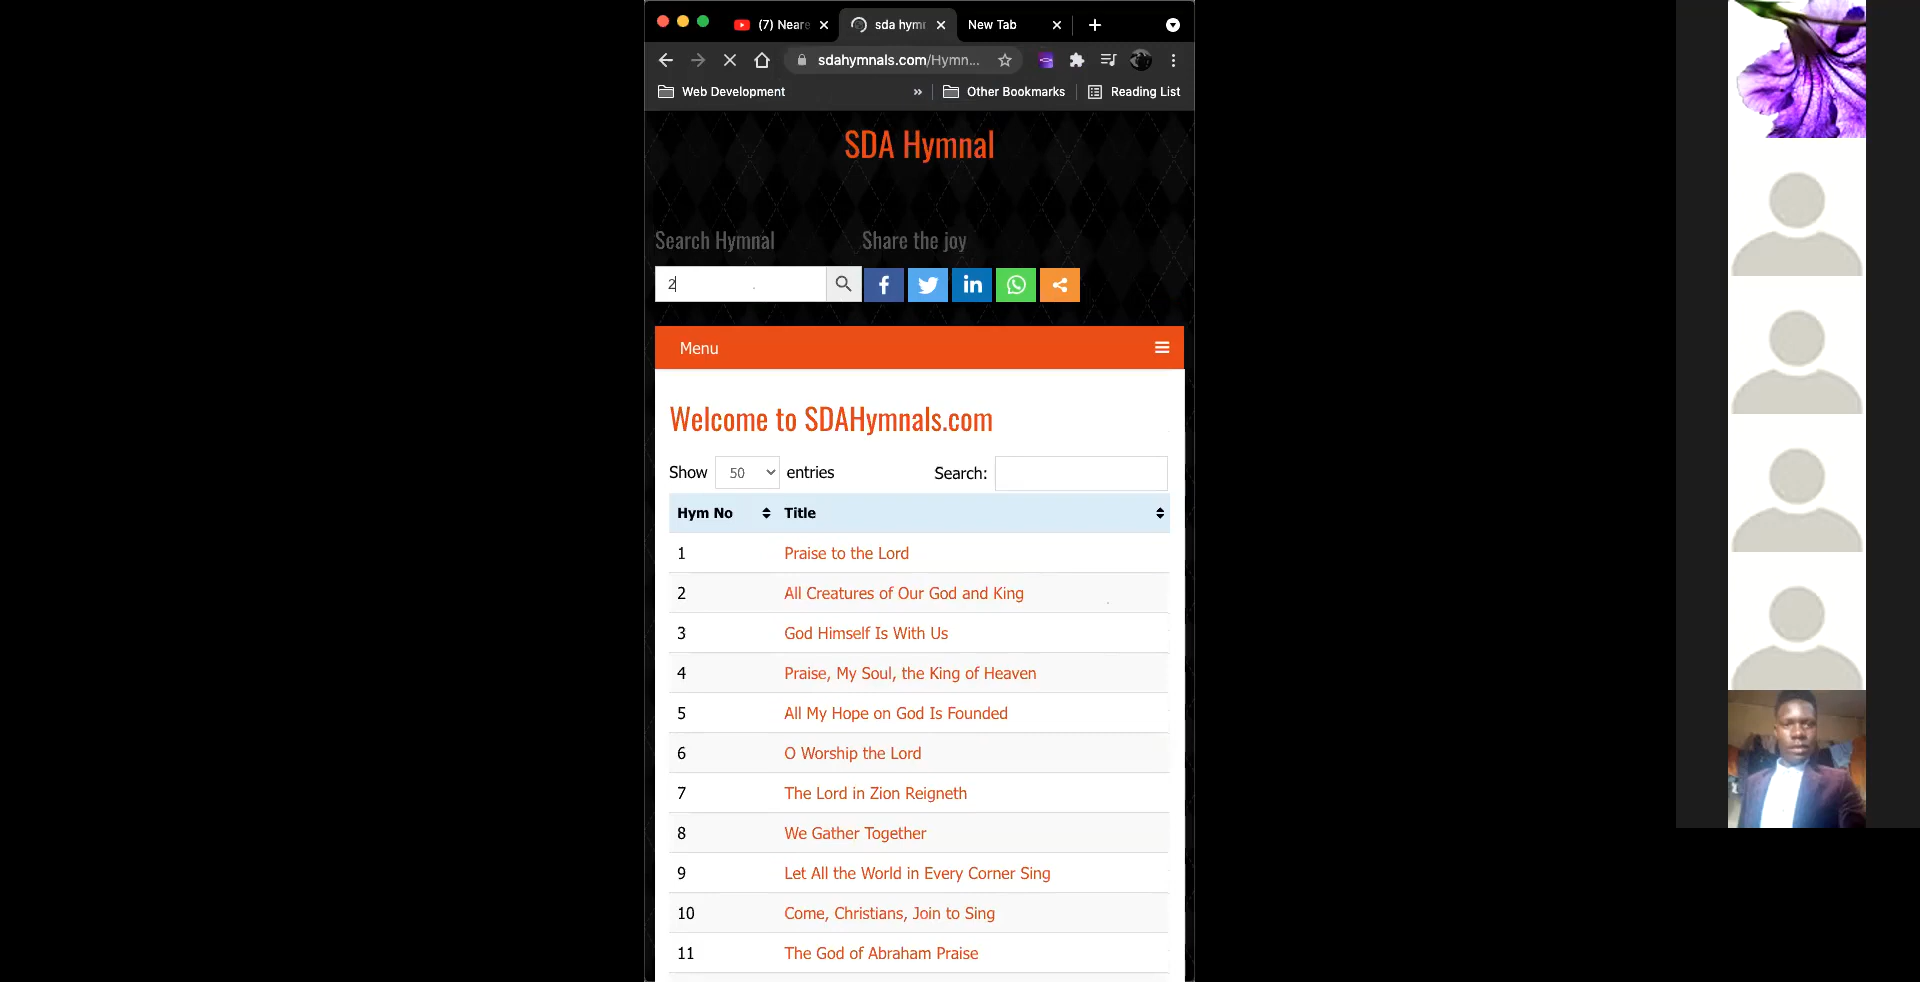 (7) Neare
sda hymn
New Tab
sdahymnals.com/Hymn...
Web Development
»
Other Bookmarks
Reading List
SDA Hymnal
Search Hymnal
Share the joy
2
Menu
Welcome to SDAHymnals.com
Show 50 entries
Search:
Hym No Title
1 Praise to the Lord
2 All Creatures of Our God and King
3 God Himself Is With Us
4 Praise, My Soul, the King of Heaven
5 All My Hope on God Is Founded
6 O Worship the Lord
7 The Lord in Zion Reigneth
8 We Gather Together
9 Let All the World in Every Corner Sing
10 Come, Christians, Join to Sing
11 The God of Abraham Praise